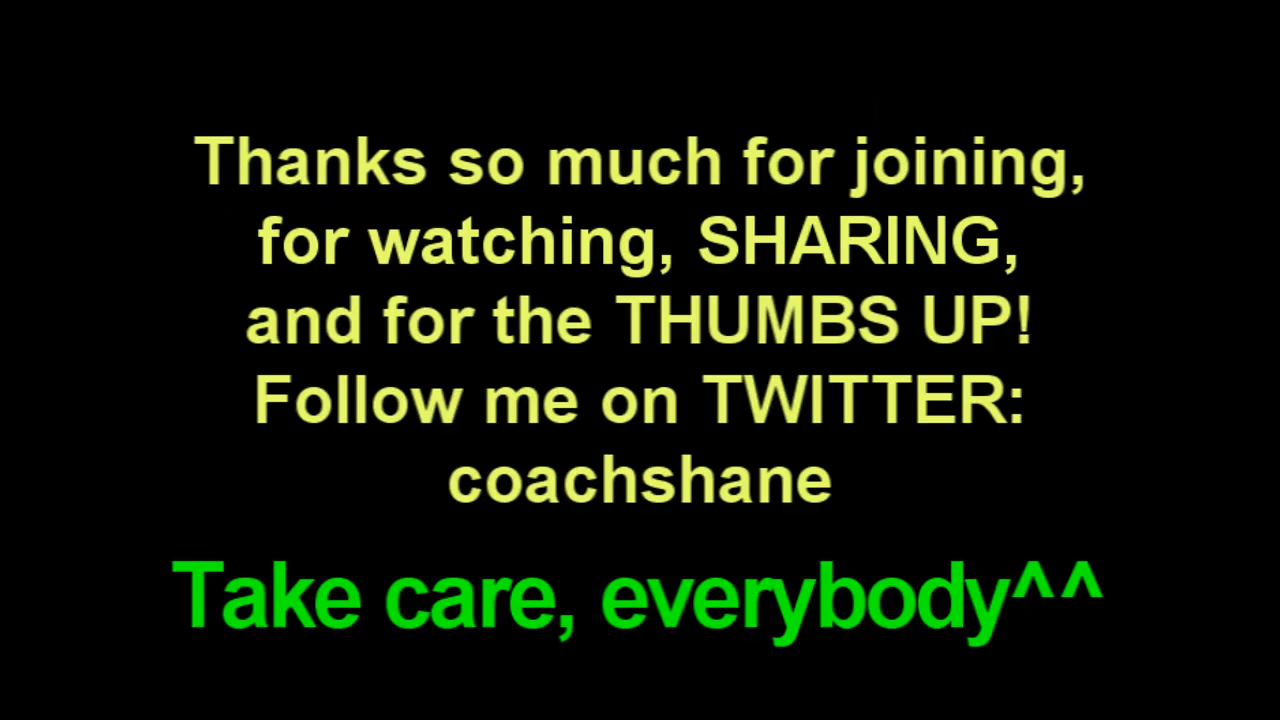 Thanks so much for joining,
for watching, SHARING,
and for the THUMBS UP!
Follow me on TWITTER:
coachshane
Take care, everybody^^